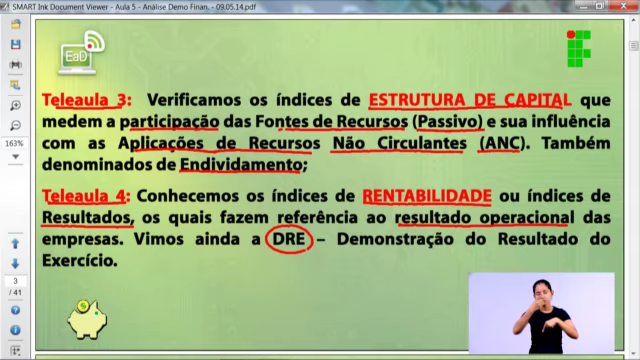 SMART Ink Document Viewer - Aula 5 - Análise Demo Finan. - 09.05.14.pdf
EaD
Teleaula 3: Verificamos os índices de ESTRUTURA DE CAPITAL que
medem a participação das Fontes de Recursos (Passivo) e sua influência
com as Aplicações de Recursos Não Circulantes (ANC). Também
denominados de Endividamento;
Teleaula 4: Conhecemos os índices de RENTABILIDADE ou índices de
Resultados, os quais fazem referência ao resultado operacional das
empresas. Vimos ainda a DRE – Demonstração do Resultado do
Exercício.
163%
3
/ 41